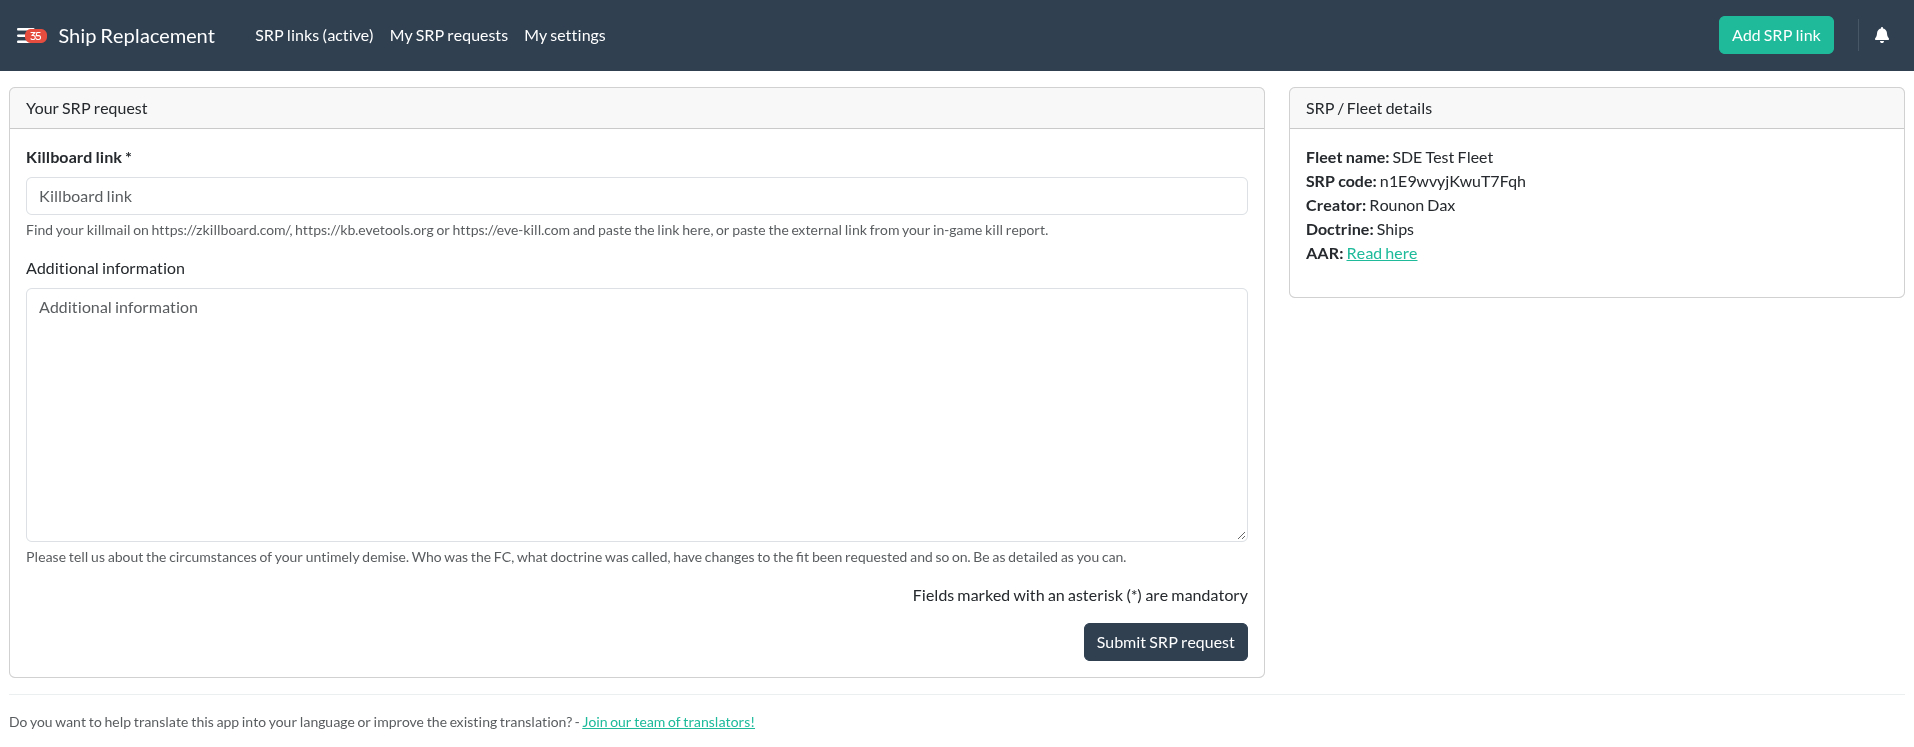 35 Ship Replacement SRP links (active) My SRP requests My settings Add SRP link
Your SRP request
Killboard link *
Killboard link
Find your killmail on https://zkillboard.com/, https://kb.evetools.org or https://eve-kill.com and paste the link here, or paste the external link from your in-game kill report.
Additional information
Additional information
Please tell us about the circumstances of your untimely demise. Who was the FC, what doctrine was called, have changes to the fit been requested and so on. Be as detailed as you can.
Fields marked with an asterisk (*) are mandatory
Submit SRP request
SRP / Fleet details
Fleet name: SDE Test Fleet
SRP code: n1E9wvyjKwuT7Fqh
Creator: Rounon Dax
Doctrine: Ships
AAR: Read here
Do you want to help translate this app into your language or improve the existing translation? - Join our team of translators!